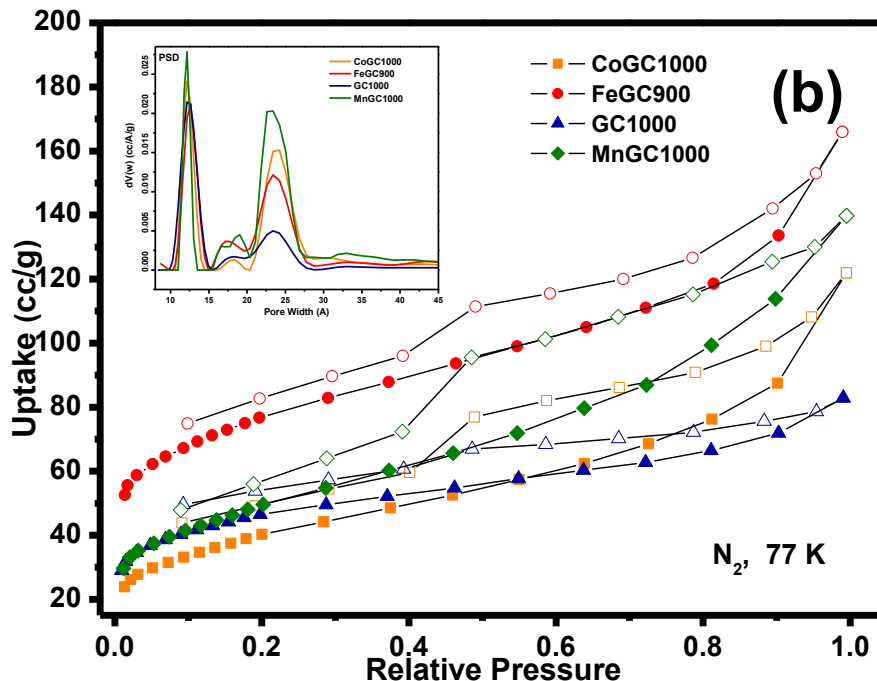 PSD
CoGC1000
FeGC900
GC1000
MnGC1000
dV(w) (cc/A/g)
0.025
0.020
0.015
0.010
0.005
0.000
10 15 20 25 30 35 40 45
Pore Width (A)
CoGC1000
FeGC900
GC1000
MnGC1000
(b)
Uptake (cc/g)
200
180
160
140
120
100
80
60
40
20
N₂, 77 K
0.0 0.2 0.4 0.6 0.8 1.0
Relative Pressure